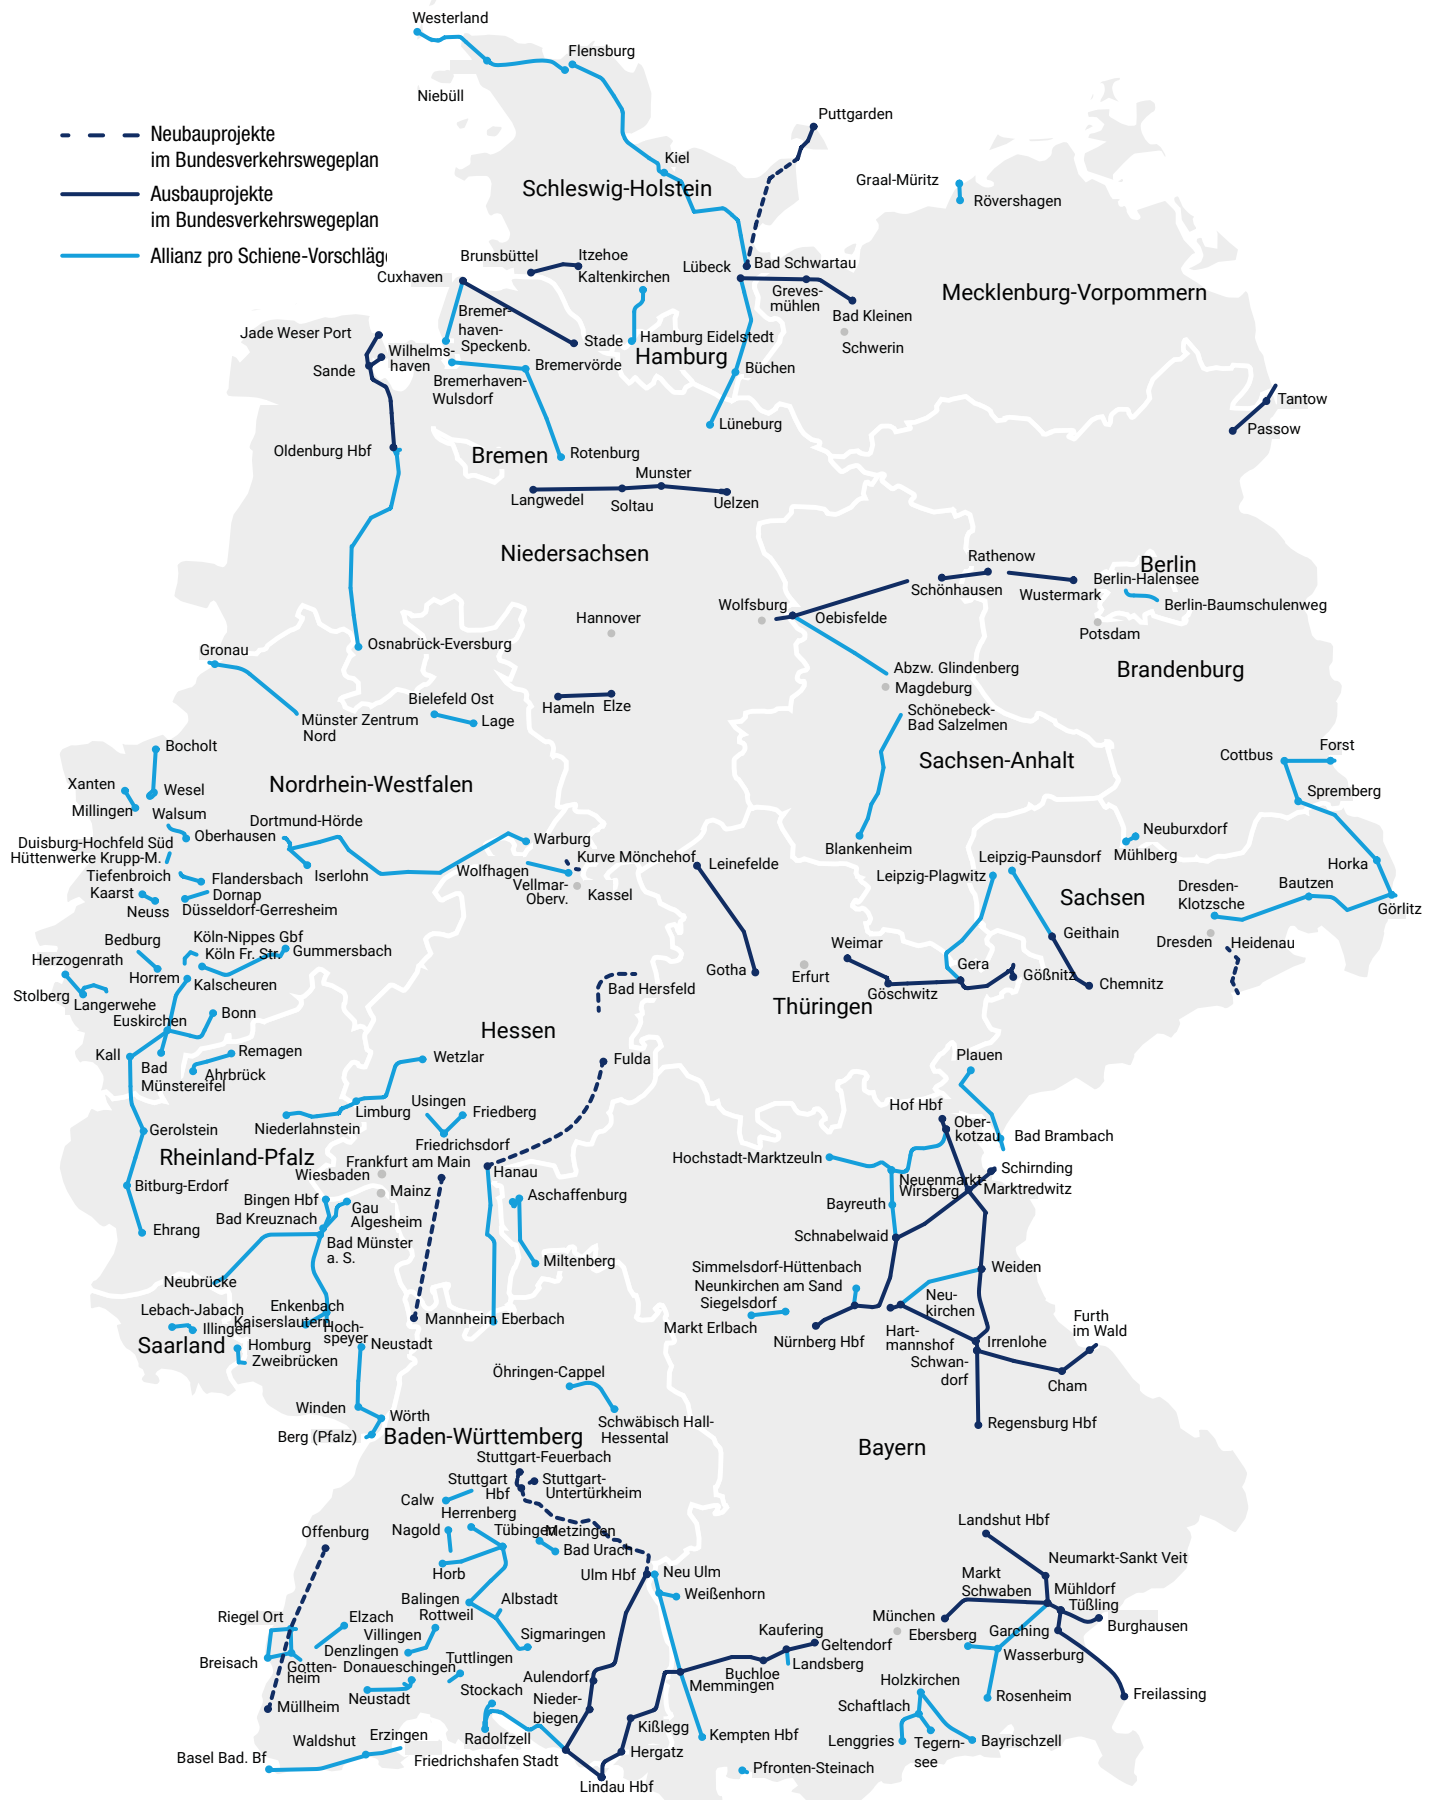 Westerland
Flensburg
Niebüll
Puttgarden
Neubauprojekte
im Bundesverkehrswegeplan
Kiel
Ausbauprojekte
im Bundesverkehrswegeplan
Schleswig-Holstein
Graal-Müritz
Rövershagen
Allianz pro Schiene-Vorschläge
Brunsbüttel
Itzehoe
Cuxhaven
Kaltenkirchen
Lübeck
Bad Schwartau
Greves-
mühlen
Mecklenburg-Vorpommern
Bad Kleinen
Schwerin
Bremer-
haven-
Speckenb.
Jade Weser Port
Wilhelms-
haven
Sande
Stade
Hamburg Eidelstedt
Hamburg
Bremervörde
Bremerhaven-
Wulsdorf
Büchen
Tantow
Passow
Lüneburg
Oldenburg Hbf
Bremen
Rotenburg
Munster
Langwedel
Soltau
Uelzen
Niedersachsen
Rathenow
Berlin
Schönhausen
Wustermark
Berlin-Halensee
Berlin-Baumschulenweg
Wolfsburg
Oebisfelde
Hannover
Potsdam
Gronau
Osnabrück-Eversburg
Abzw. Glindenberg
Magdeburg
Brandenburg
Bielefeld Ost
Hameln
Elze
Münster Zentrum
Nord
Lage
Schönebeck-
Bad Salzelmen
Bocholt
Cottbus
Forst
Sachsen-Anhalt
Xanten
Wesel
Nordrhein-Westfalen
Spremberg
Millingen
Walsum
Dortmund-Hörde
Neuburxdorf
Duisburg-Hochfeld Süd
Oberhausen
Warburg
Blankenheim
Mühlberg
Hüttenwerke Krupp-M.
Kurve Mönchehof
Leinefelde
Leipzig-Paunsdorf
Horka
Tiefenbroich
Flandersbach
Iserlohn
Wolfhagen
Leipzig-Plagwitz
Kaarst
Dornap
Vellmar-
Oberv.
Kassel
Sachsen
Dresden-
Klotzsche
Bautzen
Neuss
Düsseldorf-Gerresheim
Görlitz
Bedburg
Köln-Nippes Gbf
Köln Fr. Str.
Gummersbach
Weimar
Geithain
Dresden
Heidenau
Herzogenrath
Horrem
Kalscheuren
Gotha
Erfurt
Gera
Gößnitz
Chemnitz
Stolberg
Langerwehe
Bad Hersfeld
Göschwitz
Thüringen
Euskirchen
Bonn
Hessen
Kall
Bad
Münstereifel
Remagen
Ahrbrück
Wetzlar
Fulda
Plauen
Usingen
Limburg
Friedberg
Hof Hbf
Gerolstein
Niederlahnstein
Ober-
kotzau
Bad Brambach
Friedrichsdorf
Rheinland-Pfalz
Frankfurt am Main
Hochstadt-Marktzeuln
Schirnding
Wiesbaden
Hanau
Neuenmarkt-
Wirsberg
Marktredwitz
Bitburg-Erdorf
Mainz
Aschaffenburg
Bingen Hbf
Gau
Algesheim
Bayreuth
Bad Kreuznach
Ehrang
Bad Münster
a. S.
Schnabelwaid
Miltenberg
Simmelsdorf-Hüttenbach
Weiden
Neubrücke
Neunkirchen am Sand
Lebach-Jabach
Enkenbach
Siegelsdorf
Neu-
kirchen
Illingen
Kaiserslautern
Hoch-
speyer
Mannheim
Eberbach
Markt Erlbach
Furth
im Wald
Saarland
Homburg
Zweibrücken
Neustadt
Nürnberg Hbf
Hart-
mannshof
Irrenlohe
Schwan-
dorf
Öhringen-Cappel
Cham
Winden
Wörth
Schwäbisch Hall-
Hessental
Regensburg Hbf
Berg (Pfalz)
Baden-Württemberg
Bayern
Stuttgart-Feuerbach
Stuttgart
Hbf
Stuttgart-
Untertürkheim
Calw
Herrenberg
Landshut Hbf
Offenburg
Nagold
Tübingen
Metzingen
Bad Urach
Neumarkt-Sankt Veit
Horb
Ulm Hbf
Neu Ulm
Markt
Schwaben
Mühldorf
Weißenhorn
Tüßling
Balingen
Albstadt
Riegel Ort
Elzach
Rottweil
München
Burghausen
Villingen
Sigmaringen
Kaufering
Ebersberg
Garching
Denzlingen
Geltendorf
Breisach
Gotten-
heim
Donaueschingen
Tuttlingen
Landsberg
Wasserburg
Aulendorf
Buchloe
Memmingen
Holzkirchen
Neustadt
Stockach
Nieder-
biegen
Rosenheim
Freilassing
Müllheim
Schaftlach
Kißlegg
Waldshut
Erzingen
Radolfzell
Kempten Hbf
Lenggries
Tegern-
see
Bayrischzell
Basel Bad. Bf
Friedrichshafen Stadt
Hergatz
Pfronten-Steinach
Lindau Hbf